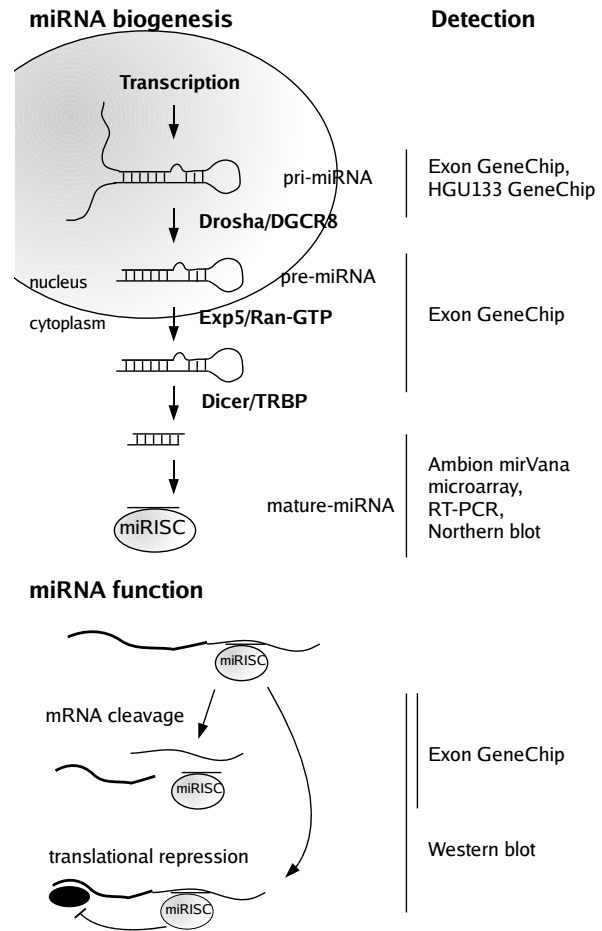 miRNA biogenesis
Detection
Transcription
pri-miRNA
Exon GeneChip,
HGU133 GeneChip
Drosha/DGCR8
nucleus
pre-miRNA
cytoplasm
Exp5/Ran-GTP
Exon GeneChip
Dicer/TRBP
mature-miRNA
Ambion mirVana
microarray,
RT-PCR,
Northern blot
miRISC
miRNA function
miRISC
mRNA cleavage
Exon GeneChip
miRISC
translational repression
Western blot
miRISC